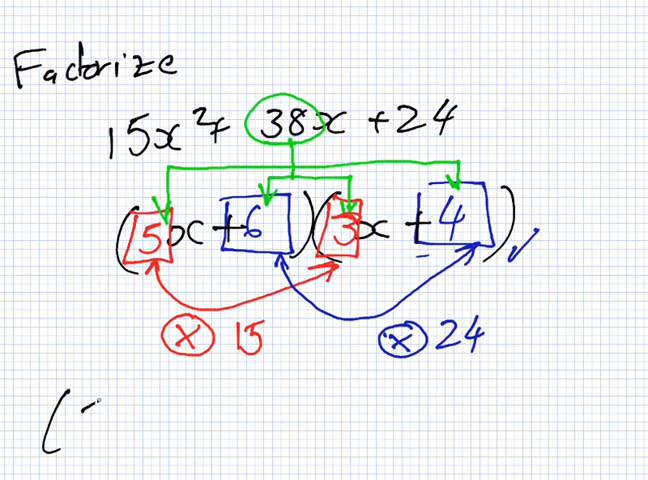 Factorize
15x²+ 38x +24
(5x+6)(3x+4) ✓
× 15 × 24
(